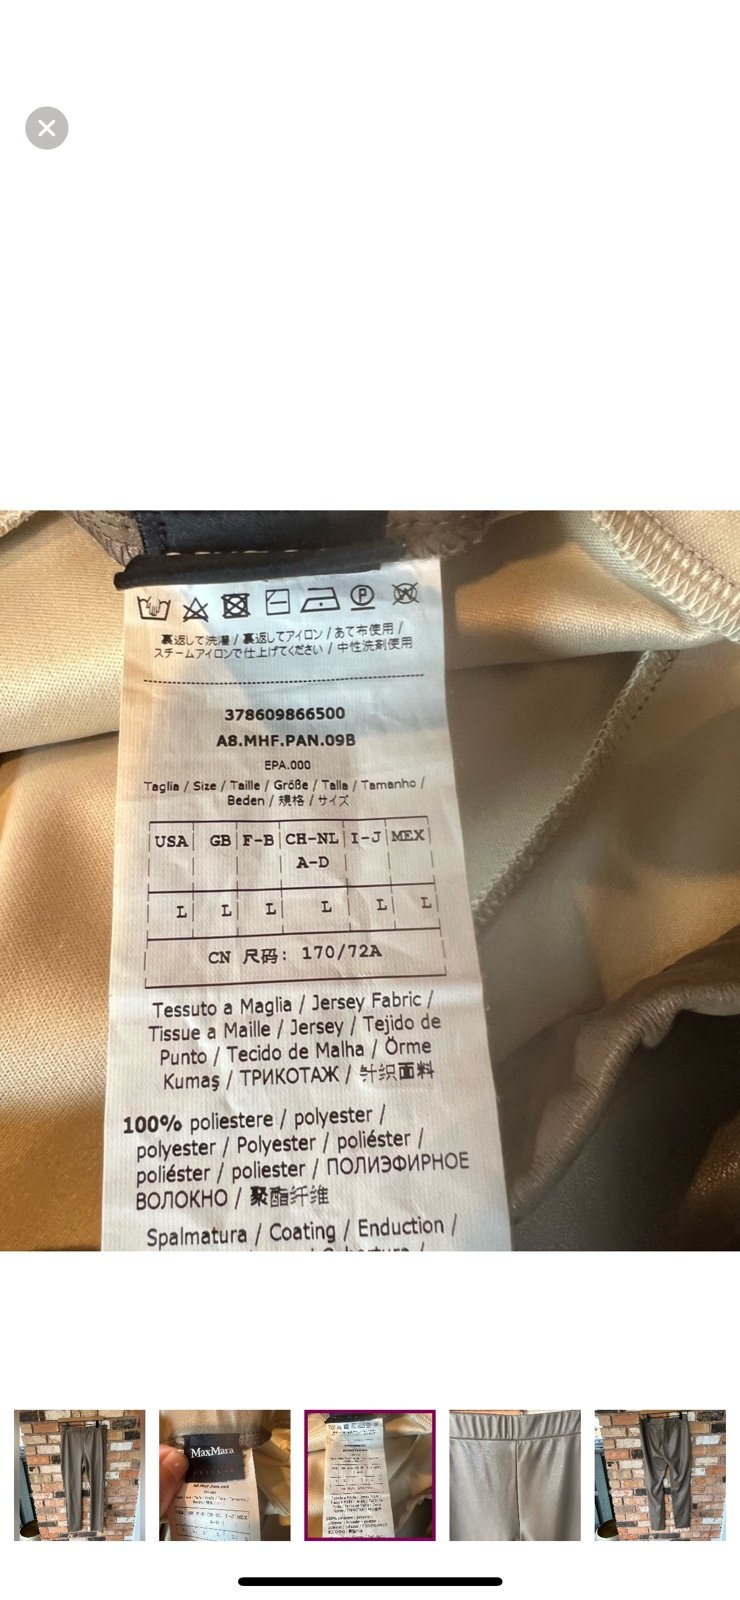 裏返して洗濯 / 裏返してアイロン / あて布使用 /
スチームアイロンで仕上げてください / 中性洗剤使用
378609866500
A8.MHF.PAN.09B
EPA.000
Taglia / Size / Taille / Größe / Talla / Tamanho /
Beden / 規格 / サイズ
USA GB F-B CH-NL I-J MEX
A-D
L L L L L L
CN 尺码: 170/72A
Tessuto a Maglia / Jersey Fabric /
Tissue a Maille / Jersey / Tejido de
Punto / Tecido de Malha / Örme
Kumaş / ТРИКОТАЖ / 针织面料
100% poliestere / polyester /
polyester / Polyester / poliéster /
poliéster / poliester / ПОЛИЭФИРНОЕ
ВОЛОКНО / 聚酯纤维
Spalmatura / Coating / Enduction /
MaxMara
A8.MHF.PAN.09B